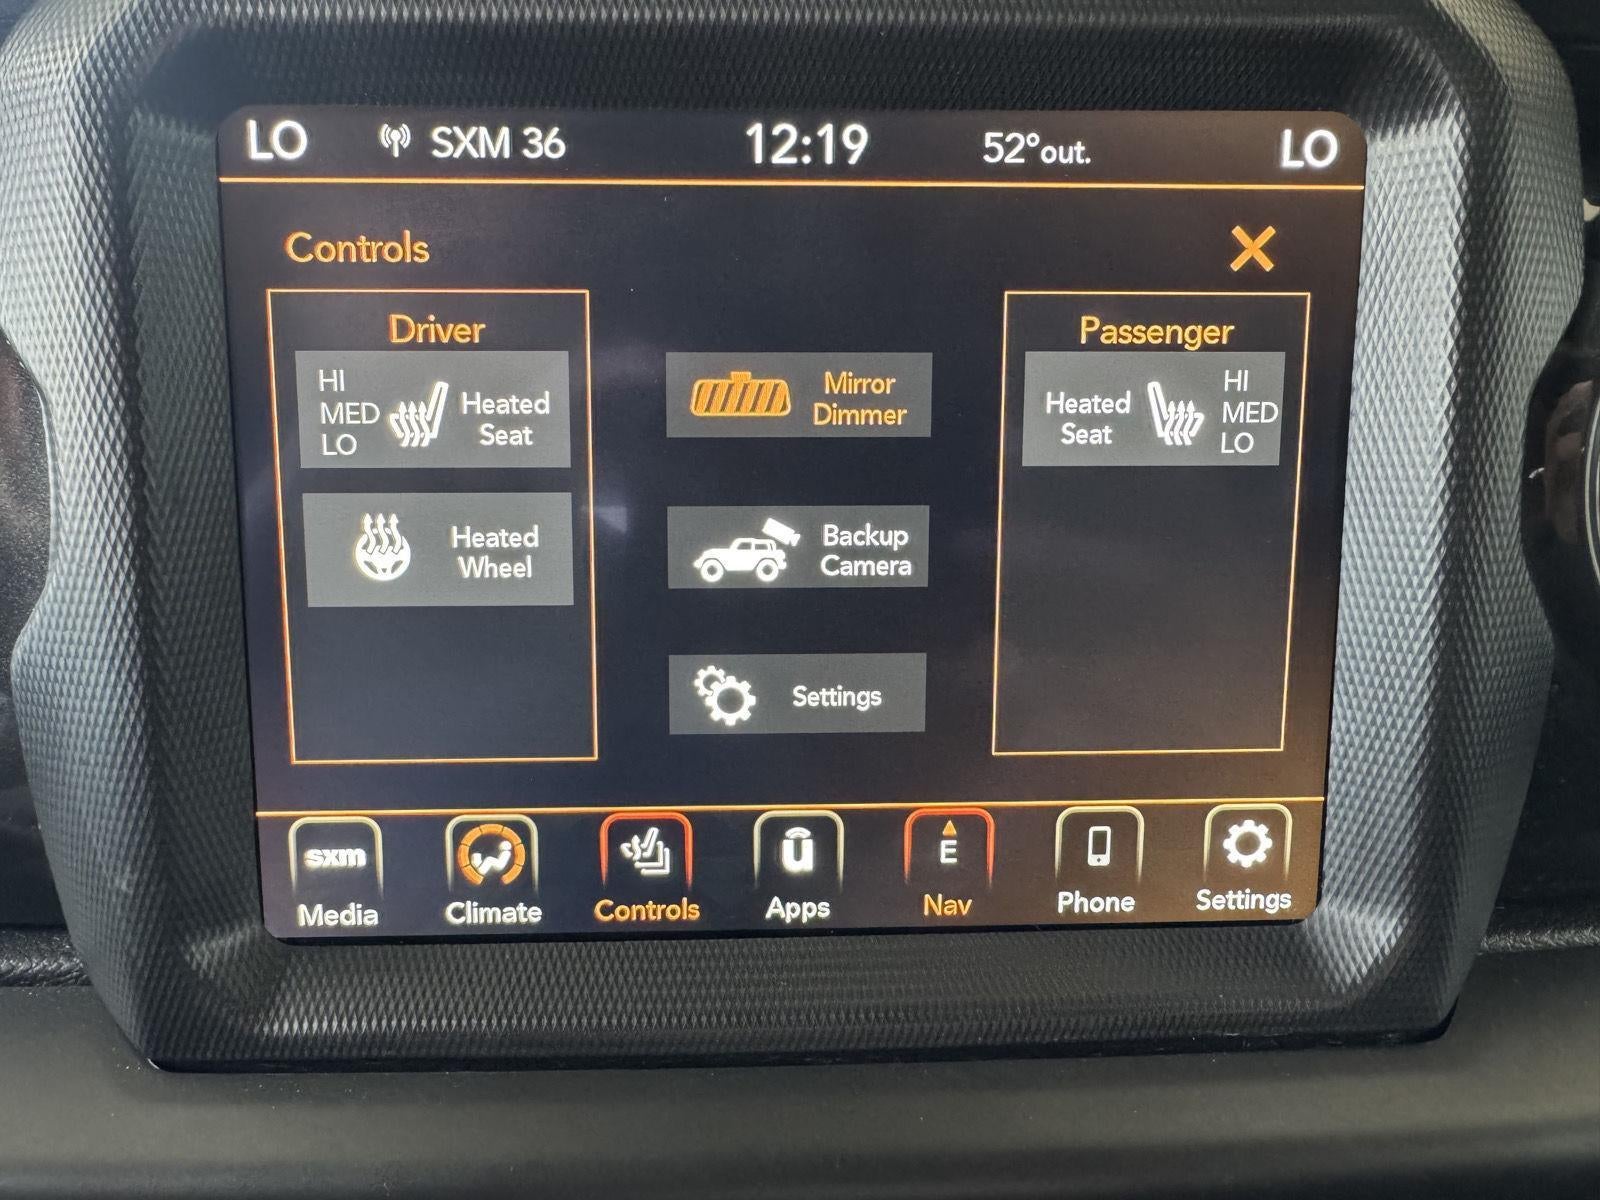 LO SXM 36 12:19 52°out. LO
Controls
Driver
HI
MED
LO
Heated
Seat
Heated
Wheel
Mirror
Dimmer
Backup
Camera
Settings
Passenger
Heated
Seat
HI
MED
LO
sxm
Media
Climate
Controls
ū
Apps
E
Nav
Phone
Settings